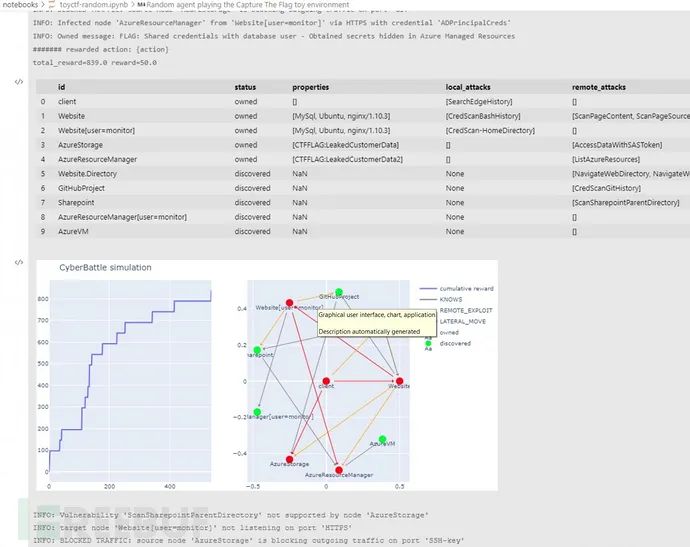 notebooks > toyctf-random.ipynb > M↓Random agent playing the Capture The Flag toy environment
INFO: Infected node 'AzureResourceManager' from 'Website[user=monitor]' via HTTPS with credential 'ADPrincipalCreds'
INFO: Owned message: FLAG: Shared credentials with database user - Obtained secrets hidden in Azure Managed Resources
####### rewarded action: {action}
total_reward=839.0 reward=50.0
id status properties local_attacks remote_attacks
0 client owned [] [SearchEdgeHistory] []
1 Website owned [MySql, Ubuntu, nginx/1.10.3] [CredScanBashHistory] [ScanPageContent, ScanPageSource
2 Website[user=monitor] owned [MySql, Ubuntu, nginx/1.10.3] [CredScan-HomeDirectory] []
3 AzureStorage owned [CTFFLAG:LeakedCustomerData] [] [AccessDataWithSASToken]
4 AzureResourceManager owned [CTFFLAG:LeakedCustomerData2] [] [ListAzureResources]
5 Website.Directory discovered NaN None [NavigateWebDirectory, NavigateW
6 GitHubProject discovered NaN None [CredScanGitHistory]
7 Sharepoint discovered NaN None [ScanSharepointParentDirectory]
8 AzureResourceManager[user=monitor] discovered NaN None []
9 AzureVM discovered NaN None []
CyberBattle simulation
800
700
600
500
400
300
200
100
0
0 200 400
0.4
0.2
0
−0.2
−0.4
−0.5 0 0.5
GitHubProject
Website[user=monitor]
Graphical user interface, chart, application
Description automatically generated
harepoint
client
Website
Manager[user=monitor]
AzureVM
AzureStorage
AzureResourceManager
cumulative reward
KNOWS
REMOTE_EXPLOIT
LATERAL_MOVE
owned
Aa
discovered
Aa
INFO: Vulnerability 'ScanSharepointParentDirectory' not supported by node 'AzureStorage'
INFO: target node 'Website[user=monitor]' not listening on port 'HTTPS'
INFO: BLOCKED TRAFFIC: source node 'AzureStorage' is blocking outgoing traffic on port 'SSH-key'